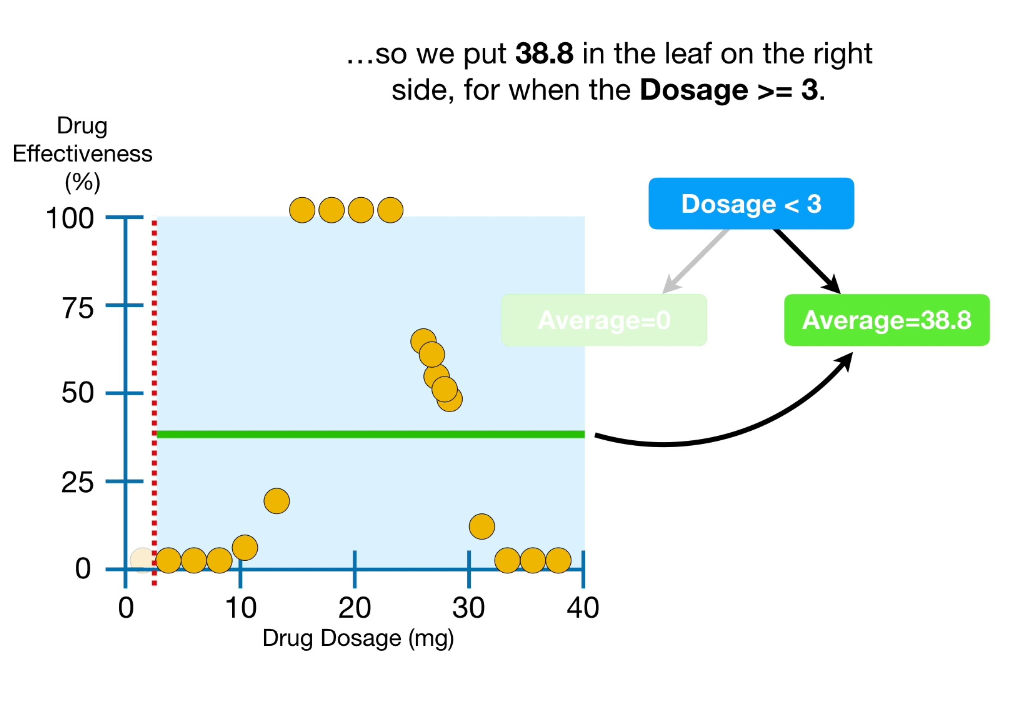 …so we put 38.8 in the leaf on the right
side, for when the Dosage >= 3.
Drug
Effectiveness
(%)
100
75
50
25
0
0 10 20 30 40
Drug Dosage (mg)
Dosage < 3
Average=0
Average=38.8